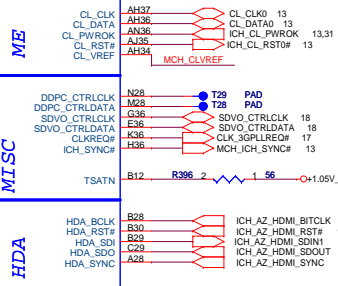 ME
CL_CLK AH37 CL_CLK0 13
CL_DATA AH36 CL_DATA0 13
CL_PWROK AN36 ICH_CL_PWROK 13,31
CL_RST# AJ35 ICH_CL_RST0# 13
CL_VREF AH34 MCH_CLVREF
MISC
DDPC_CTRLCLK N28 T29 PAD
DDPC_CTRLDATA M28 T28 PAD
SDVO_CTRLCLK G36 SDVO_CTRLCLK 18
SDVO_CTRLDATA E36 SDVO_CTRLDATA 18
CLKREQ# K36 CLK_3GPLLREQ# 17
ICH_SYNC# H36 MCH_ICH_SYNC# 13
TSATN B12 R396 2 1 56 +1.05V_
HDA
HDA_BCLK B28 ICH_AZ_HDMI_BITCLK
HDA_RST# B30 ICH_AZ_HDMI_RST#
HDA_SDI B29 ICH_AZ_HDMI_SDIN1
HDA_SDO C29 ICH_AZ_HDMI_SDOUT
HDA_SYNC A28 ICH_AZ_HDMI_SYNC